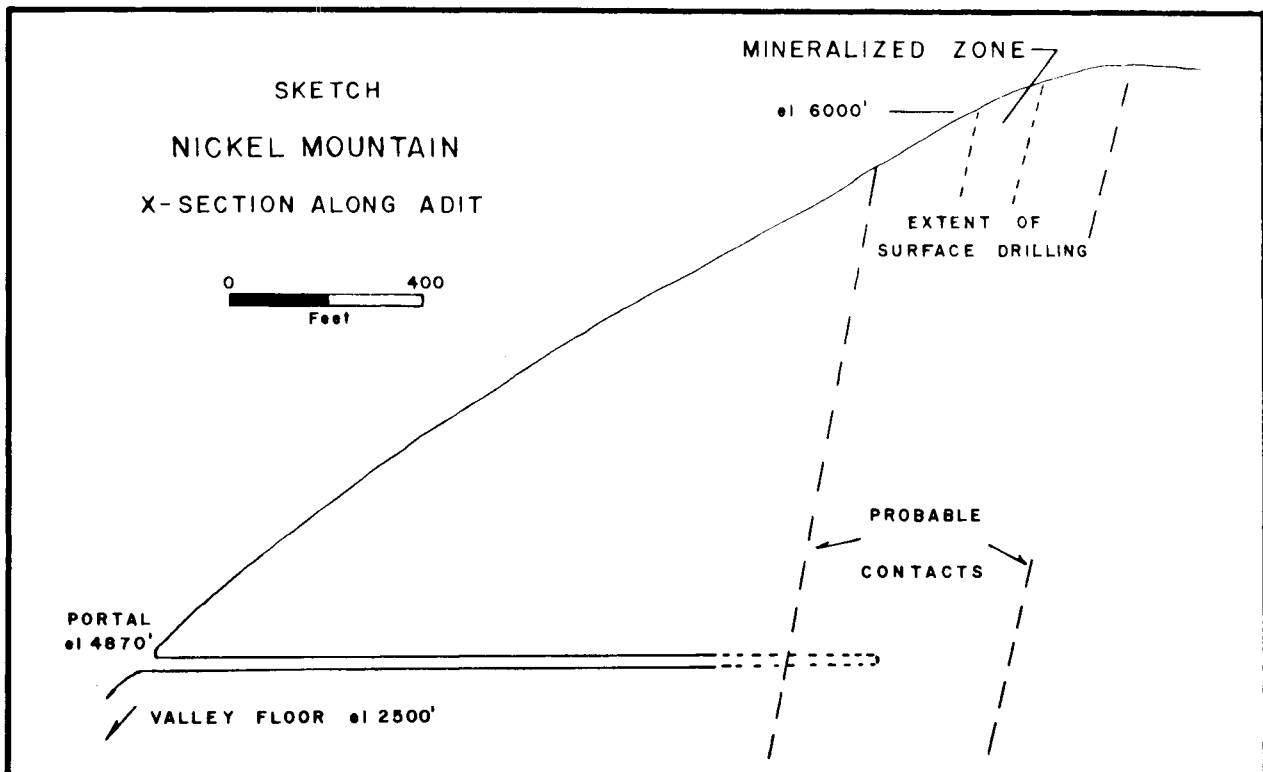 SKETCH
NICKEL MOUNTAIN
X-SECTION ALONG ADIT
0 400
Feet
MINERALIZED ZONE
el 6000'
EXTENT OF
SURFACE DRILLING
PROBABLE
CONTACTS
PORTAL
el 4870'
VALLEY FLOOR el 2500'